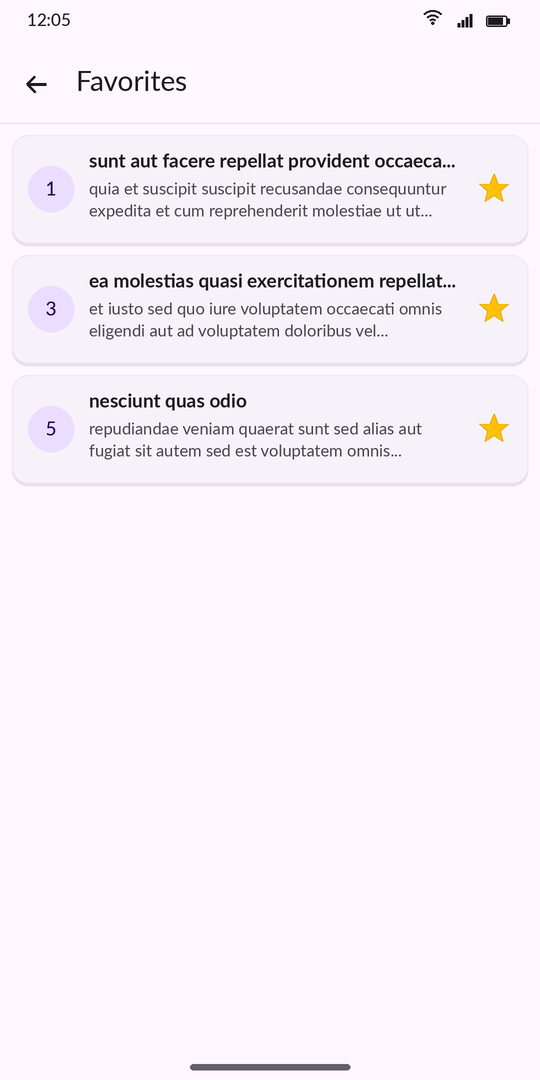 12:05
Favorites
sunt aut facere repellat provident occaeca...
1
quia et suscipit suscipit recusandae consequuntur
expedita et cum reprehenderit molestiae ut ut...
ea molestias quasi exercitationem repellat...
3
et iusto sed quo iure voluptatem occaecati omnis
eligendi aut ad voluptatem doloribus vel...
nesciunt quas odio
5
repudiandae veniam quaerat sunt sed alias aut
fugiat sit autem sed est voluptatem omnis...